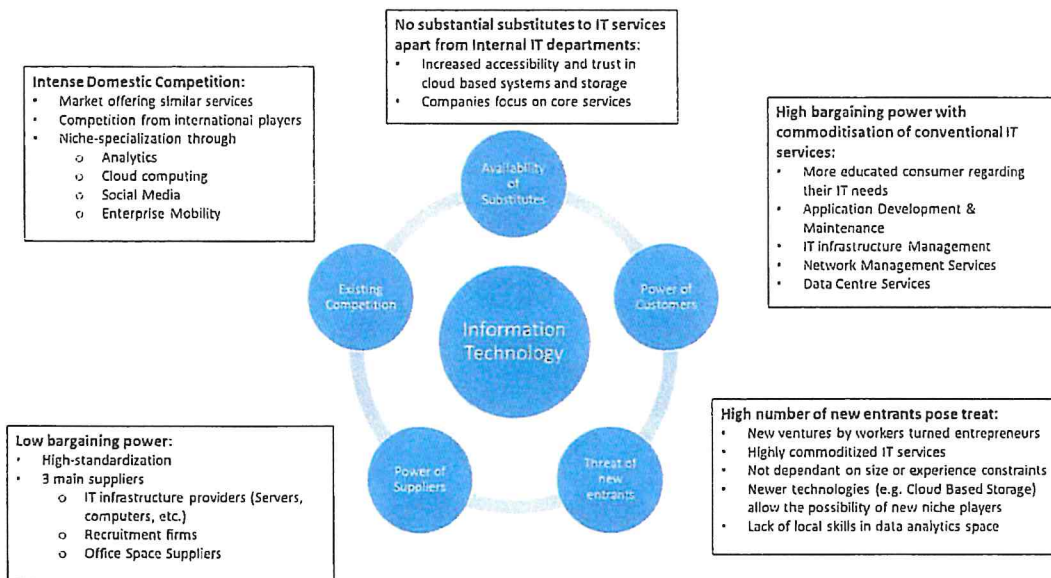 No substantial substitutes to IT services
apart from Internal IT departments:
• Increased accessibility and trust in
cloud based systems and storage
• Companies focus on core services
Intense Domestic Competition:
• Market offering similar services
• Competition from international players
• Niche-specialization through
o Analytics
o Cloud computing
o Social Media
o Enterprise Mobility
High bargaining power with
commoditisation of conventional IT
services:
• More educated consumer regarding
their IT needs
• Application Development &
Maintenance
• IT infrastructure Management
• Network Management Services
• Data Centre Services
Availability
of
Substitutes
Existing
Competition
Power of
Customers
Information
Technology
Power of
Suppliers
Threat of
new
entrants
Low bargaining power:
• High-standardization
• 3 main suppliers
o IT infrastructure providers (Servers,
computers, etc.)
o Recruitment firms
o Office Space Suppliers
High number of new entrants pose treat:
• New ventures by workers turned entrepreneurs
• Highly commoditized IT services
• Not dependant on size or experience constraints
• Newer technologies (e.g. Cloud Based Storage)
allow the possibility of new niche players
• Lack of local skills in data analytics space